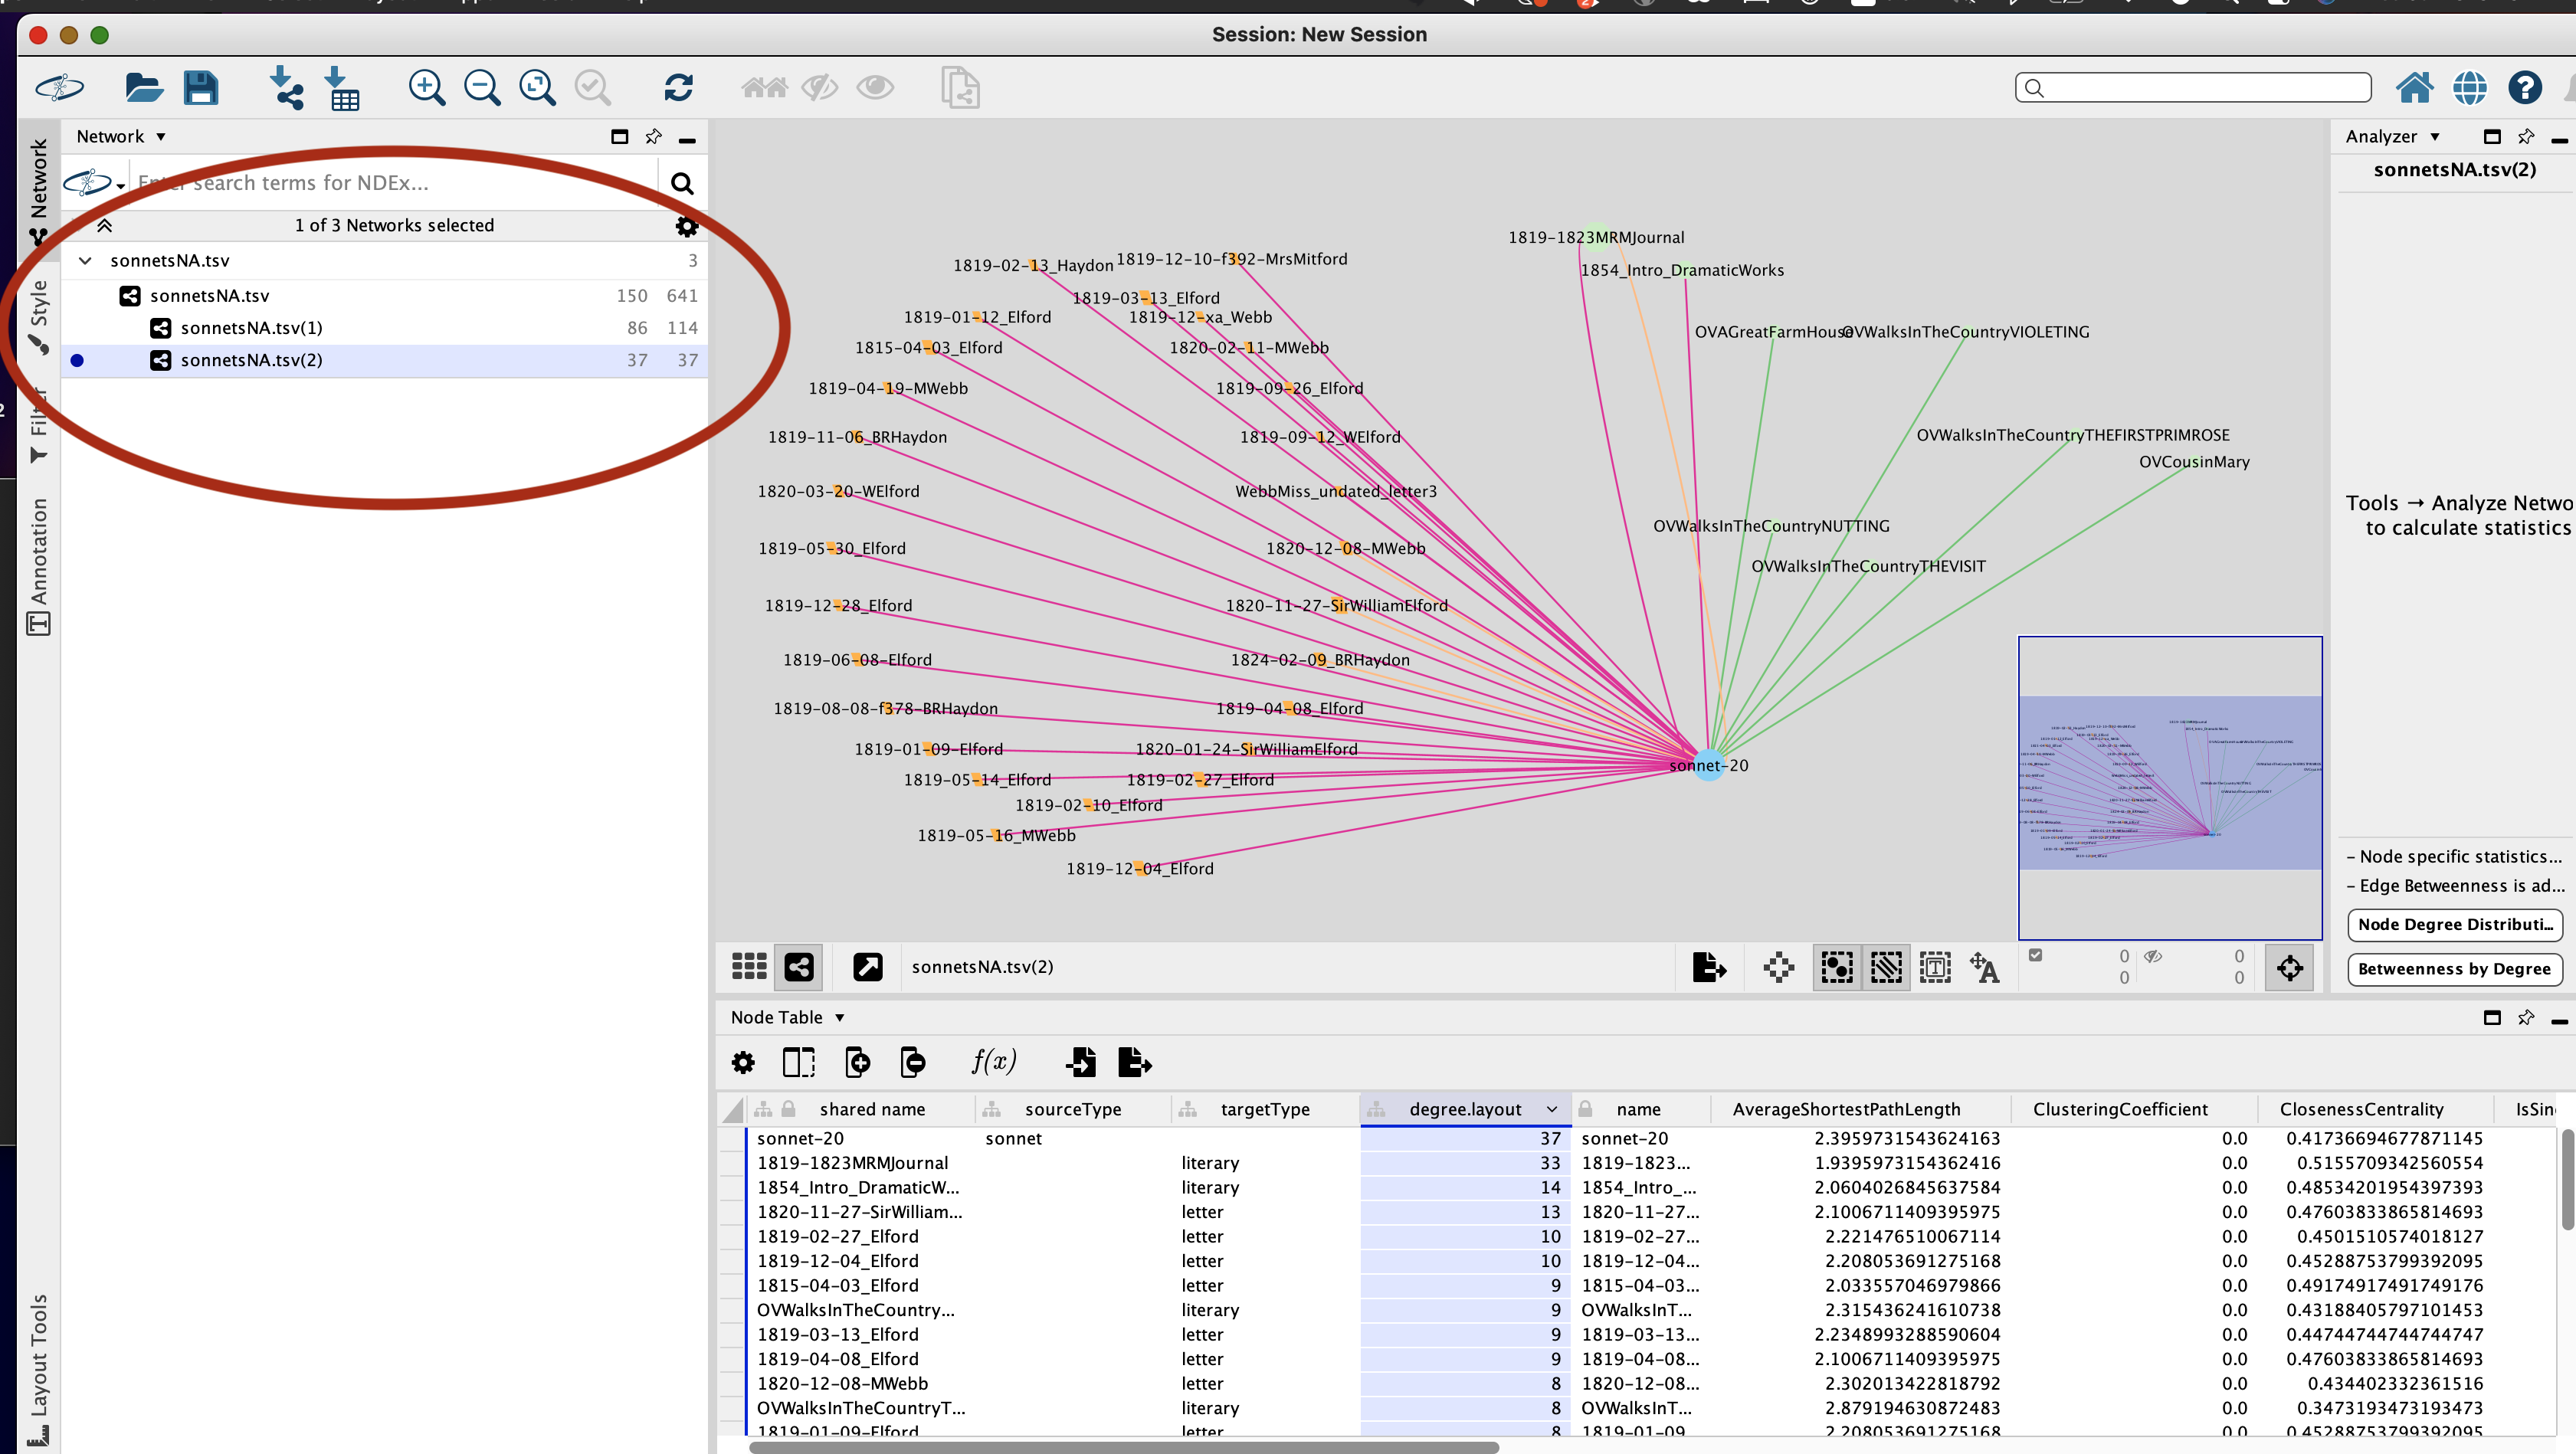 Session: New Session
Network
Enter search terms for NDEx...
1 of 3 Networks selected
sonnetsNA.tsv 3
sonnetsNA.tsv 150 641
sonnetsNA.tsv(1) 86 114
sonnetsNA.tsv(2) 37 37
Network
Style
Filter
Annotation
Layout Tools
1819-1823MRMJournal
1819-02-13_Haydon
1819-12-10-f392-MrsMitford
1854_Intro_DramaticWorks
1819-03-13_Elford
1819-01-12_Elford
1819-12-xa_Webb
OVAGreatFarmHouse
OVWalksInTheCountryVIOLETING
1815-04-03_Elford
1820-02-11-MWebb
1819-04-19-MWebb
1819-09-26_Elford
1819-11-06_BRHaydon
1819-09-12_WElford
OVWalksInTheCountryTHEFIRSTPRIMROSE
OVCousinMary
1820-03-20-WElford
WebbMiss_undated_letter3
OVWalksInTheCountryNUTTING
1819-05-30_Elford
1820-12-08-MWebb
OVWalksInTheCountryTHEVISIT
1819-12-28_Elford
1820-11-27-SirWilliamElford
1819-06-08-Elford
1824-02-09_BRHaydon
1819-08-08-f378-BRHaydon
1819-04-08_Elford
1819-01-09-Elford
1820-01-24-SirWilliamElford
sonnet-20
1819-05-14_Elford
1819-02-27_Elford
1819-02-10_Elford
1819-05-16_MWebb
1819-12-04_Elford
sonnetsNA.tsv(2)
0 0
0 0
Analyzer
sonnetsNA.tsv(2)
Tools → Analyze Netwo
to calculate statistics
- Node specific statistics...
- Edge Betweenness is ad...
Node Degree Distributi...
Betweenness by Degree
Node Table
f(x)
shared name sourceType targetType degree.layout name AverageShortestPathLength ClusteringCoefficient ClosenessCentrality IsSin
sonnet-20 sonnet 37 sonnet-20 2.3959731543624163 0.0 0.41736694677871145
1819-1823MRMJournal literary 33 1819-1823... 1.9395973154362416 0.0 0.5155709342560554
1854_Intro_DramaticW... literary 14 1854_Intro_... 2.0604026845637584 0.0 0.48534201954397393
1820-11-27-SirWilliam... letter 13 1820-11-27... 2.1006711409395975 0.0 0.47603833865814693
1819-02-27_Elford letter 10 1819-02-27... 2.221476510067114 0.0 0.4501510574018127
1819-12-04_Elford letter 10 1819-12-04... 2.208053691275168 0.0 0.45288753799392095
1815-04-03_Elford letter 9 1815-04-03... 2.033557046979866 0.0 0.49174917491749176
OVWalksInTheCountry... literary 9 OVWalksInT... 2.315436241610738 0.0 0.43188405797101453
1819-03-13_Elford letter 9 1819-03-13... 2.2348993288590604 0.0 0.44744744744744747
1819-04-08_Elford letter 9 1819-04-08... 2.1006711409395975 0.0 0.47603833865814693
1820-12-08-MWebb letter 8 1820-12-08... 2.302013422818792 0.0 0.434402332361516
OVWalksInTheCountryT... literary 8 OVWalksInT... 2.879194630872483 0.0 0.3473193473193473
1819-01-09-Elford letter 8 1819-01-09 2.208053691275168 0.0 0.45288753799392095